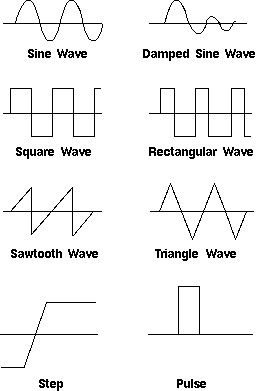 Sine Wave
Damped Sine Wave
Square Wave
Rectangular Wave
Sawtooth Wave
Triangle Wave
Step
Pulse